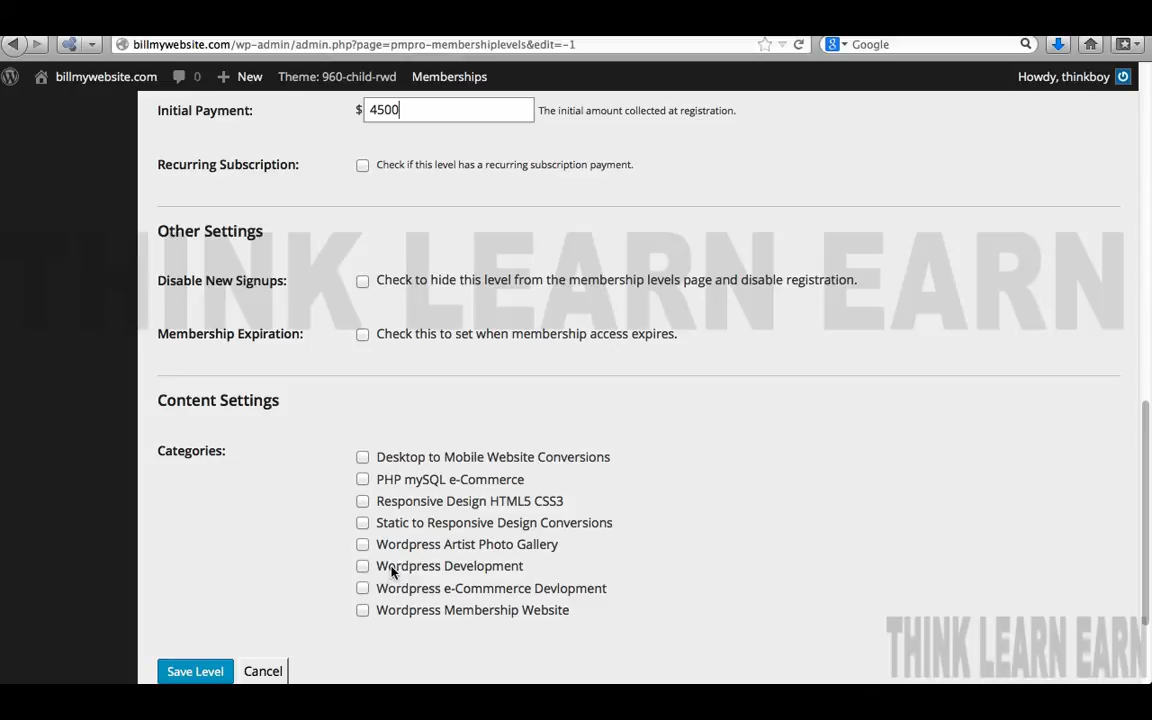 billmywebsite.com/wp-admin/admin.php?page=pmpro-membershiplevels&edit=-1
Google
billmywebsite.com 0 New Theme: 960-child-rwd Memberships Howdy, thinkboy
Initial Payment: $ 4500 The initial amount collected at registration.
Recurring Subscription: Check if this level has a recurring subscription payment.
Other Settings
THINK LEARN EARN
Disable New Signups: Check to hide this level from the membership levels page and disable registration.
Membership Expiration: Check this to set when membership access expires.
Content Settings
Categories:
Desktop to Mobile Website Conversions
PHP mySQL e-Commerce
Responsive Design HTML5 CSS3
Static to Responsive Design Conversions
Wordpress Artist Photo Gallery
Wordpress Development
Wordpress e-Commmerce Devlopment
Wordpress Membership Website
THINK LEARN EARN
Save Level Cancel